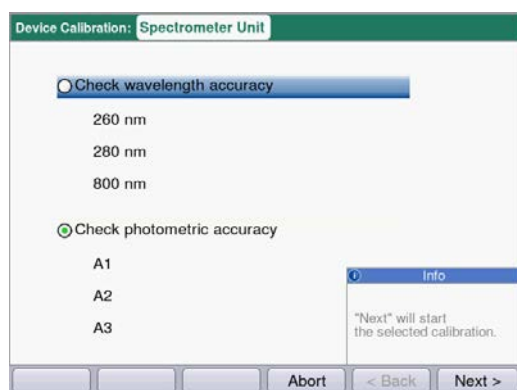 Device Calibration: Spectrometer Unit
Check wavelength accuracy
260 nm
280 nm
800 nm
Check photometric accuracy
A1
A2
A3
Info
"Next" will start
the selected calibration.
Abort
< Back
Next >